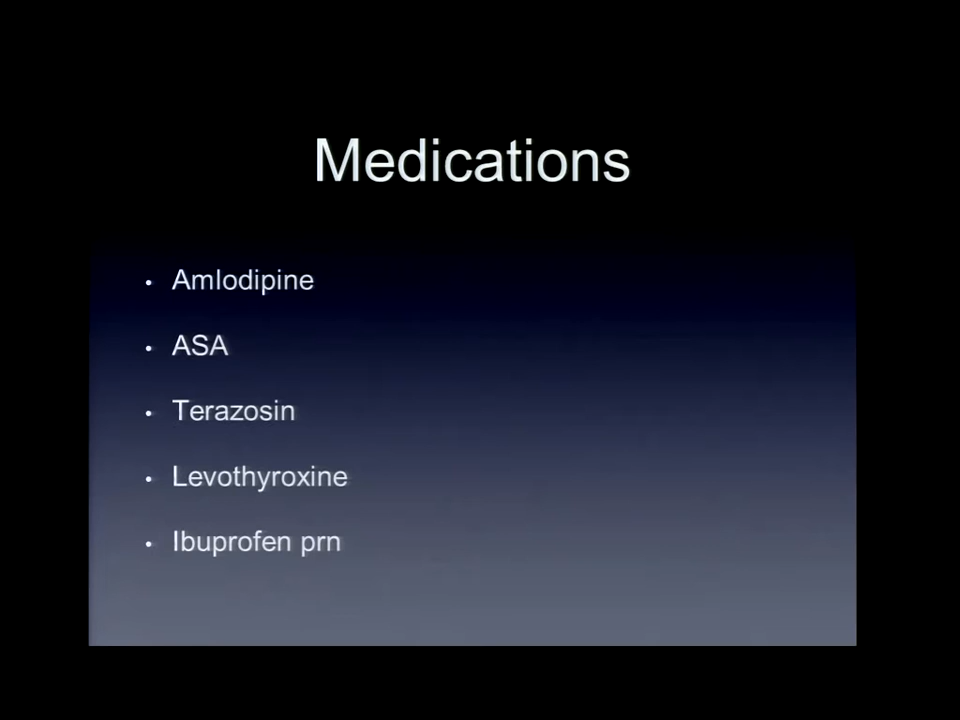 Medications
• Amlodipine
• ASA
• Terazosin
• Levothyroxine
• Ibuprofen prn